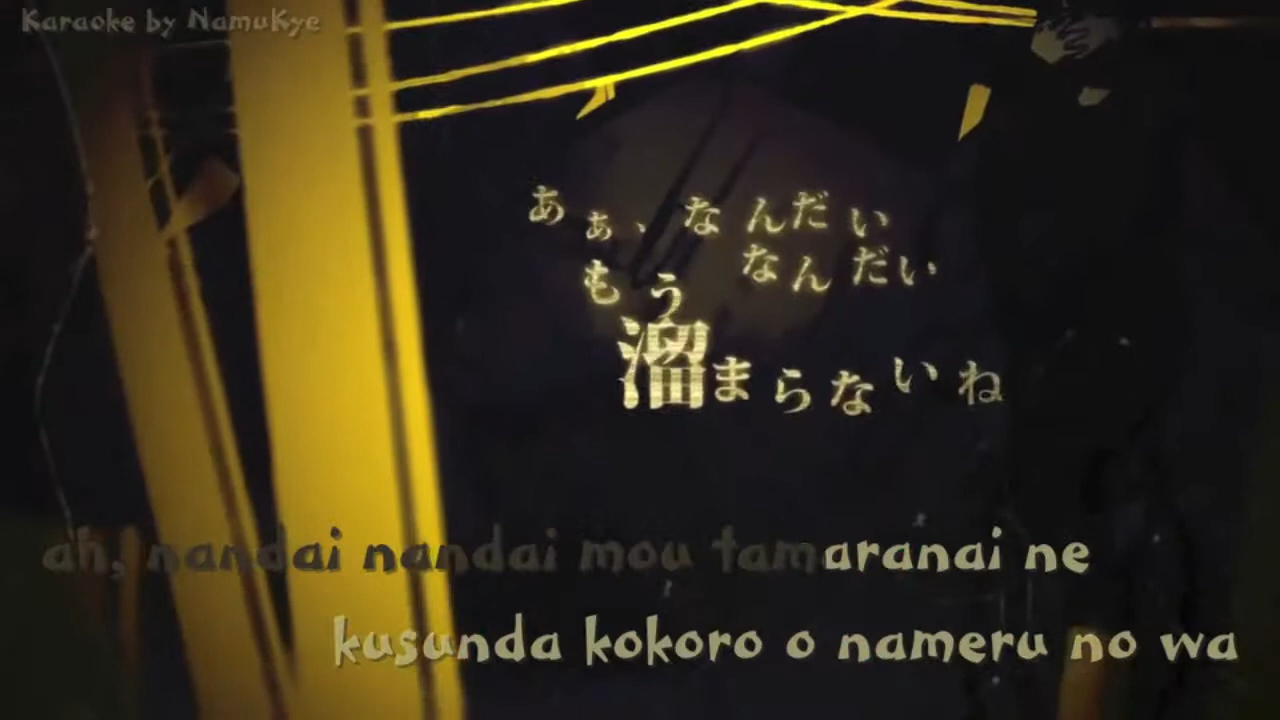 Karaoke by NamuKye
あぁ、なんだい
なんだい
もう
溜まらないね
ah, nandai nandai mou tamaranai ne
kusunda kokoro o nameru no wa